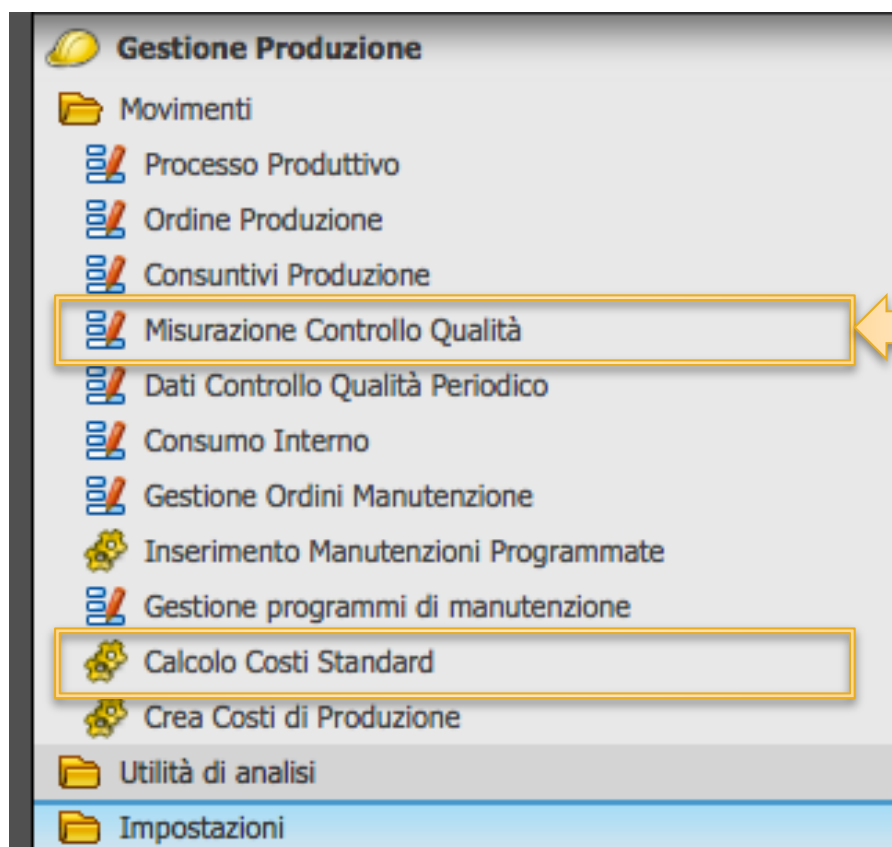 Gestione Produzione
Movimenti
Processo Produttivo
Ordine Produzione
Consuntivi Produzione
Misurazione Controllo Qualità
Dati Controllo Qualità Periodico
Consumo Interno
Gestione Ordini Manutenzione
Inserimento Manutenzioni Programmate
Gestione programmi di manutenzione
Calcolo Costi Standard
Crea Costi di Produzione
Utilità di analisi
Impostazioni